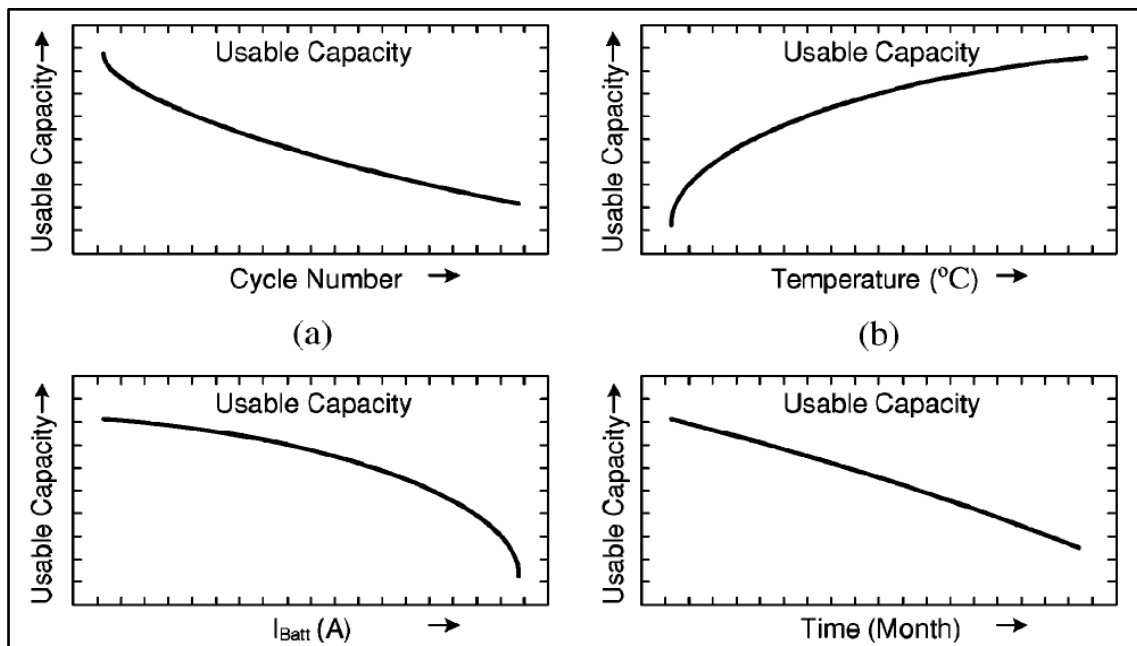 Usable Capacity
Usable Capacity→
Cycle Number →
(a)
Usable Capacity
Usable Capacity→
Temperature (ºC) →
(b)
Usable Capacity
Usable Capacity→
I_Batt (A) →
Usable Capacity
Usable Capacity→
Time (Month) →